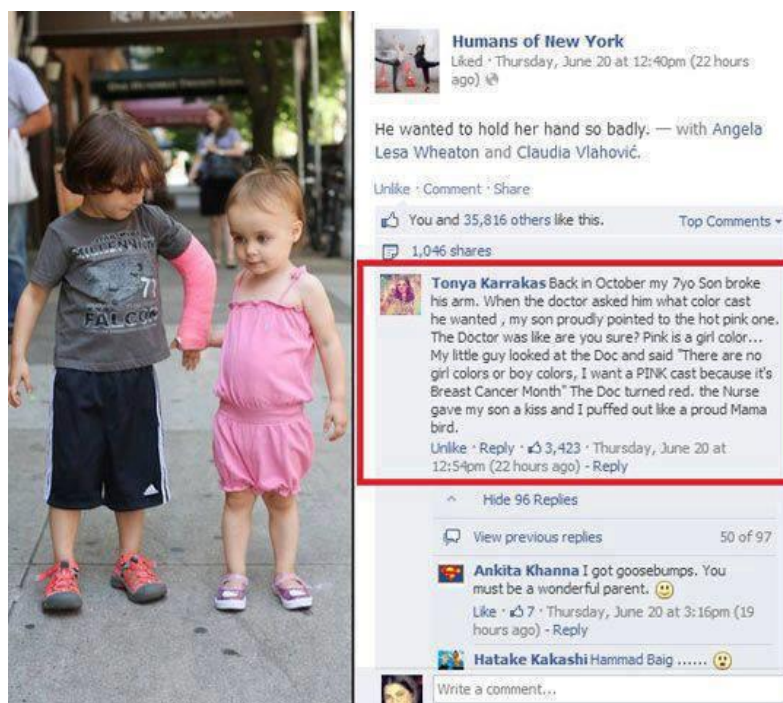 NEW YORK YOGA
MILLENNIUM
77
FALCON
Humans of New York
Liked · Thursday, June 20 at 12:40pm (22 hours
ago)
He wanted to hold her hand so badly. — with Angela
Lesa Wheaton and Claudia Vlahović.
Unlike · Comment · Share
You and 35,816 others like this. Top Comments
1,046 shares
Tonya Karrakas Back in October my 7yo Son broke
his arm. When the doctor asked him what color cast
he wanted , my son proudly pointed to the hot pink one.
The Doctor was like are you sure? Pink is a girl color...
My little guy looked at the Doc and said "There are no
girl colors or boy colors, I want a PINK cast because it's
Breast Cancer Month" The Doc turned red. the Nurse
gave my son a kiss and I puffed out like a proud Mama
bird.
Unlike · Reply · 3,423 · Thursday, June 20 at
12:54pm (22 hours ago) - Reply
Hide 96 Replies
View previous replies 50 of 97
Ankita Khanna I got goosebumps. You
must be a wonderful parent.
Like · 7 · Thursday, June 20 at 3:16pm (19
hours ago) - Reply
Hatake Kakashi Hammad Baig ......
Write a comment...